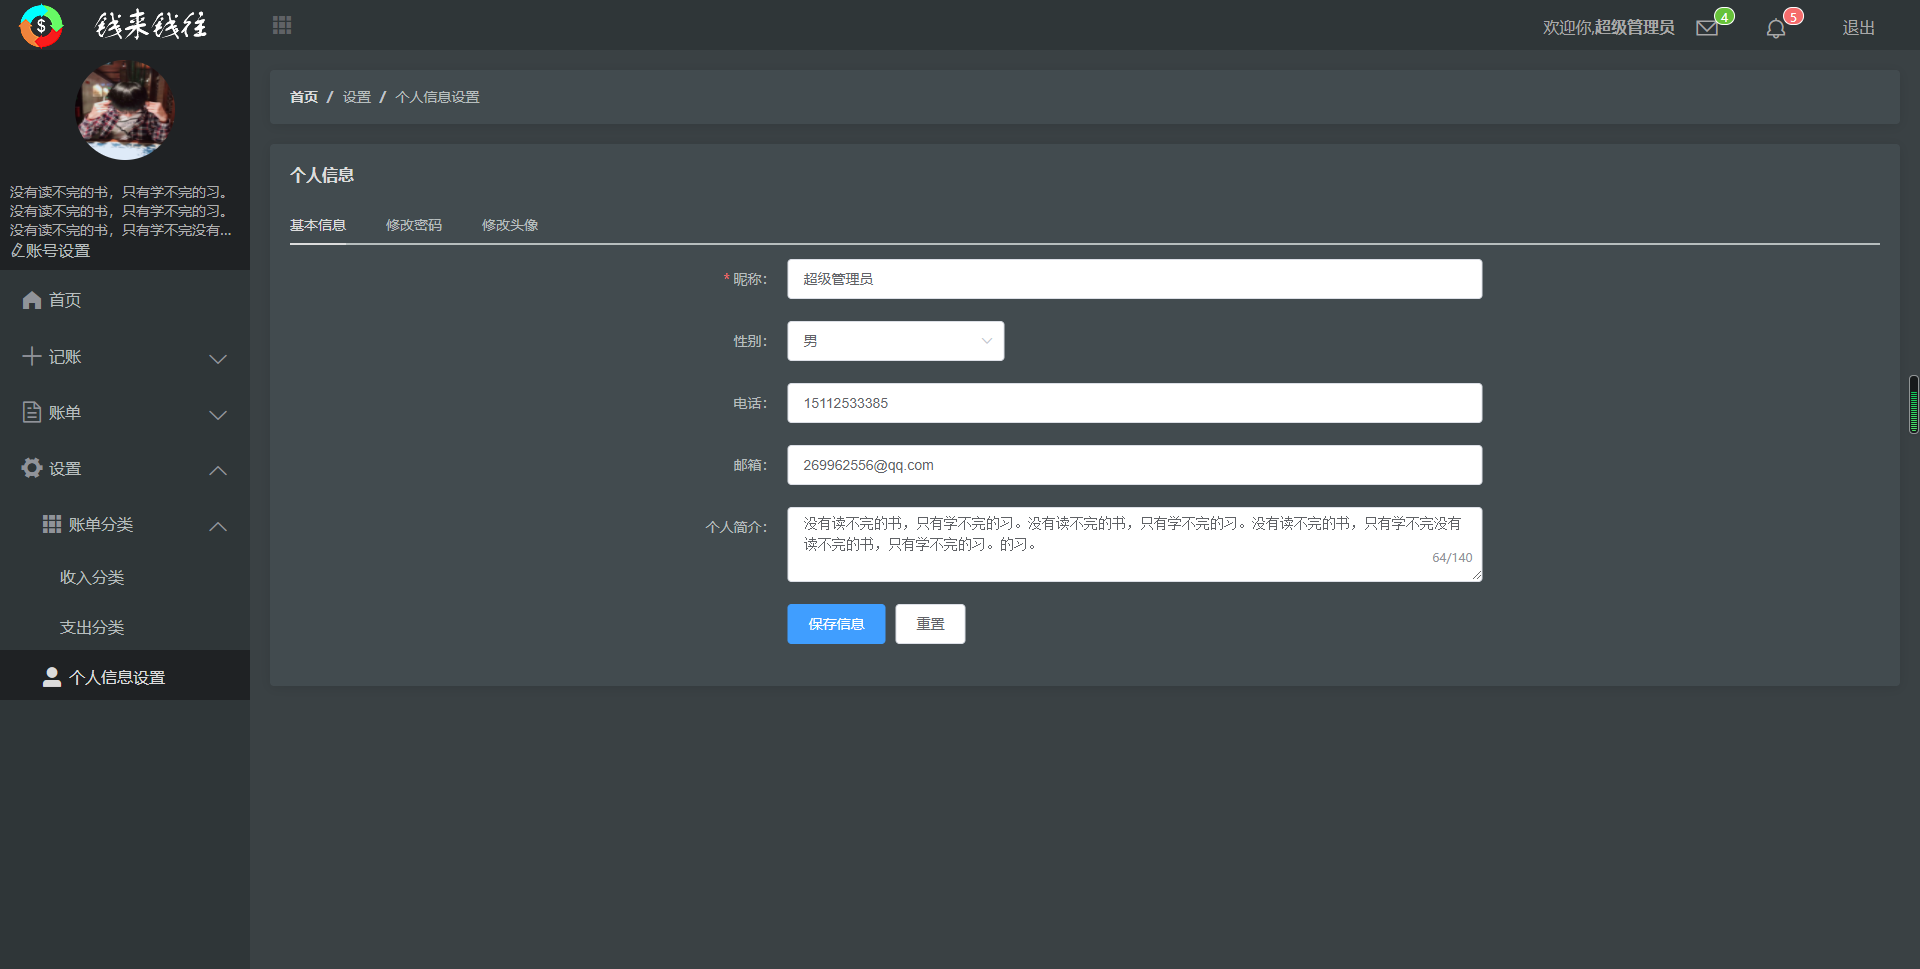 钱来钱往
欢迎你,超级管理员
4
5
退出
没有读不完的书，只有学不完的习。
没有读不完的书，只有学不完的习。
没有读不完的书，只有学不完没有...
账号设置
首页
记账
账单
设置
账单分类
收入分类
支出分类
个人信息设置
首页 / 设置 / 个人信息设置
个人信息
基本信息 修改密码 修改头像
* 昵称： 超级管理员
性别： 男
电话： 15112533385
邮箱： 269962556@qq.com
个人简介： 没有读不完的书，只有学不完的习。没有读不完的书，只有学不完的习。没有读不完的书，只有学不完没有
读不完的书，只有学不完的习。的习。
64/140
保存信息 重置